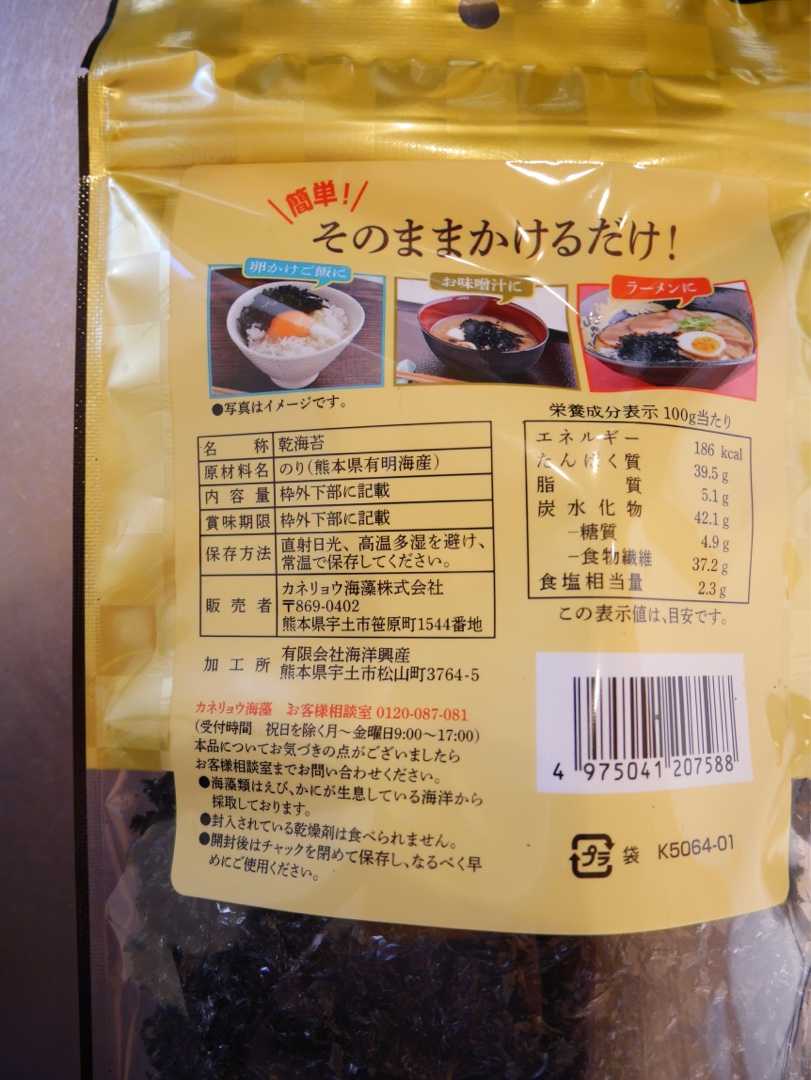 簡単!
そのままかけるだけ!
卵かけご飯に
お味噌汁に
ラーメンに
●写真はイメージです。
名 称 乾海苔
原材料名 のり(熊本県有明海産)
内容量 枠外下部に記載
賞味期限 枠外下部に記載
保存方法 直射日光、高温多湿を避け、
常温で保存してください。
販売者 カネリョウ海藻株式会社
〒869-0402
熊本県宇土市笹原町1544番地
加工所 有限会社海洋興産
熊本県宇土市松山町3764-5
栄養成分表示 100g当たり
エネルギー 186 kcal
たんぱく質 39.5 g
脂 質 5.1 g
炭水化物 42.1 g
−糖質 4.9 g
−食物繊維 37.2 g
食塩相当量 2.3 g
この表示値は、目安です。
カネリョウ海藻 お客様相談室 0120-087-081
(受付時間 祝日を除く月〜金曜日9:00〜17:00)
本品についてお気づきの点がございましたら
お客様相談室までお問い合わせください。
●海藻類はえび、かにが生息している海洋から
採取しております。
●封入されている乾燥剤は食べられません。
●開封後はチャックを閉めて保存し、なるべく早
めにご使用ください。
4 975041 207588
プラ 袋 K5064-01